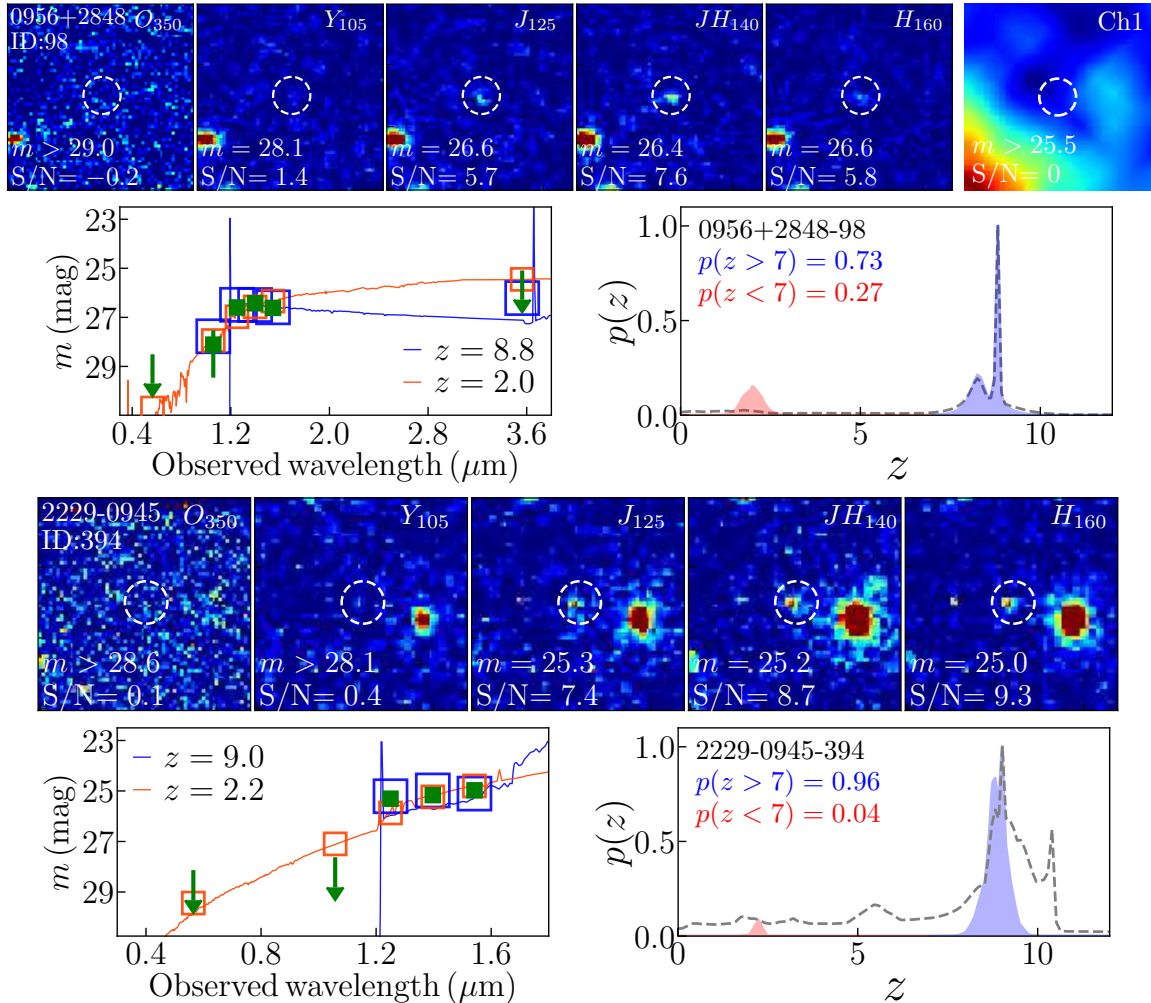 0956+2848 O350
ID:98
Y105
J125
JH140
H160
Ch1
m > 29.0
S/N= −0.2
m = 28.1
S/N= 1.4
m = 26.6
S/N= 5.7
m = 26.4
S/N= 7.6
m = 26.6
S/N= 5.8
m > 25.5
S/N= 0
23
25
27
29
m (mag)
z = 8.8
z = 2.0
0.4 1.2 2.0 2.8 3.6
Observed wavelength (μm)
1.0
0.5
0.0
p(z)
0956+2848-98
p(z > 7) = 0.73
p(z < 7) = 0.27
0 5 10
z
2229-0945 O350
ID:394
Y105
J125
JH140
H160
m > 28.6
S/N= 0.1
m > 28.1
S/N= 0.4
m = 25.3
S/N= 7.4
m = 25.2
S/N= 8.7
m = 25.0
S/N= 9.3
23
25
27
29
m (mag)
z = 9.0
z = 2.2
0.4 0.8 1.2 1.6
Observed wavelength (μm)
1.0
0.5
0.0
p(z)
2229-0945-394
p(z > 7) = 0.96
p(z < 7) = 0.04
0 5 10
z